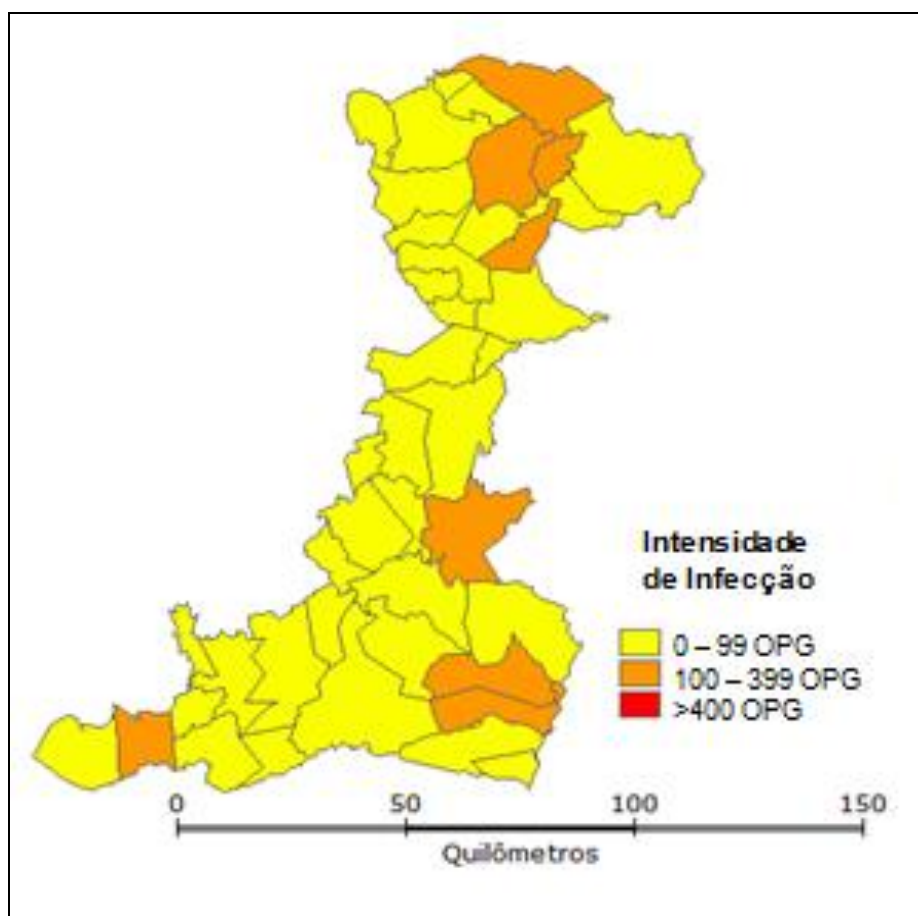 Intensidade
de Infecção
0 – 99 OPG
100 – 399 OPG
>400 OPG
0 50 100 150
Quilômetros